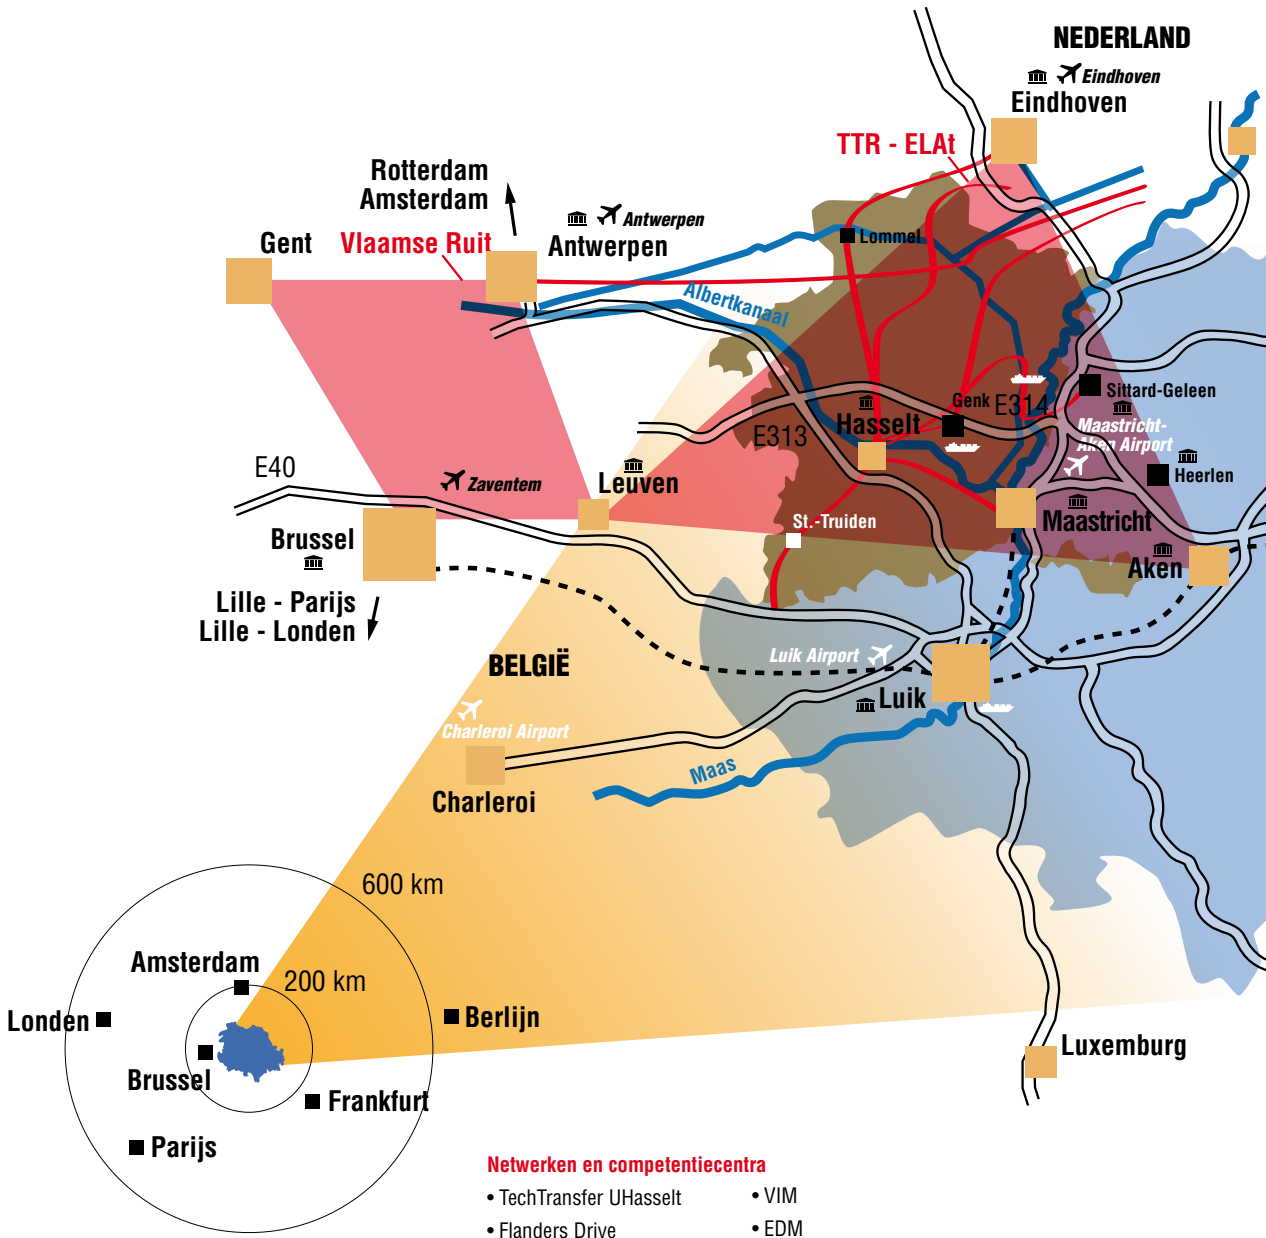 NEDERLAND
Eindhoven
Eindhoven
TTR - ELAt
Rotterdam
Amsterdam
Antwerpen
Gent
Vlaamse Ruit
Antwerpen
Lommel
Albertkanaal
Sittard-Geleen
Genk
E314
Hasselt
E313
Maastricht-
Aken Airport
E40
Zaventem
Leuven
Heerlen
St.-Truiden
Maastricht
Brussel
Aken
Lille - Parijs
Lille - Londen
BELGIË
Luik Airport
Luik
Charleroi Airport
Maas
Charleroi
600 km
Amsterdam
200 km
Londen
Berlijn
Brussel
Luxemburg
Frankfurt
Parijs
Netwerken en competentiecentra
• TechTransfer UHasselt
• VIM
• Flanders Drive
• EDM